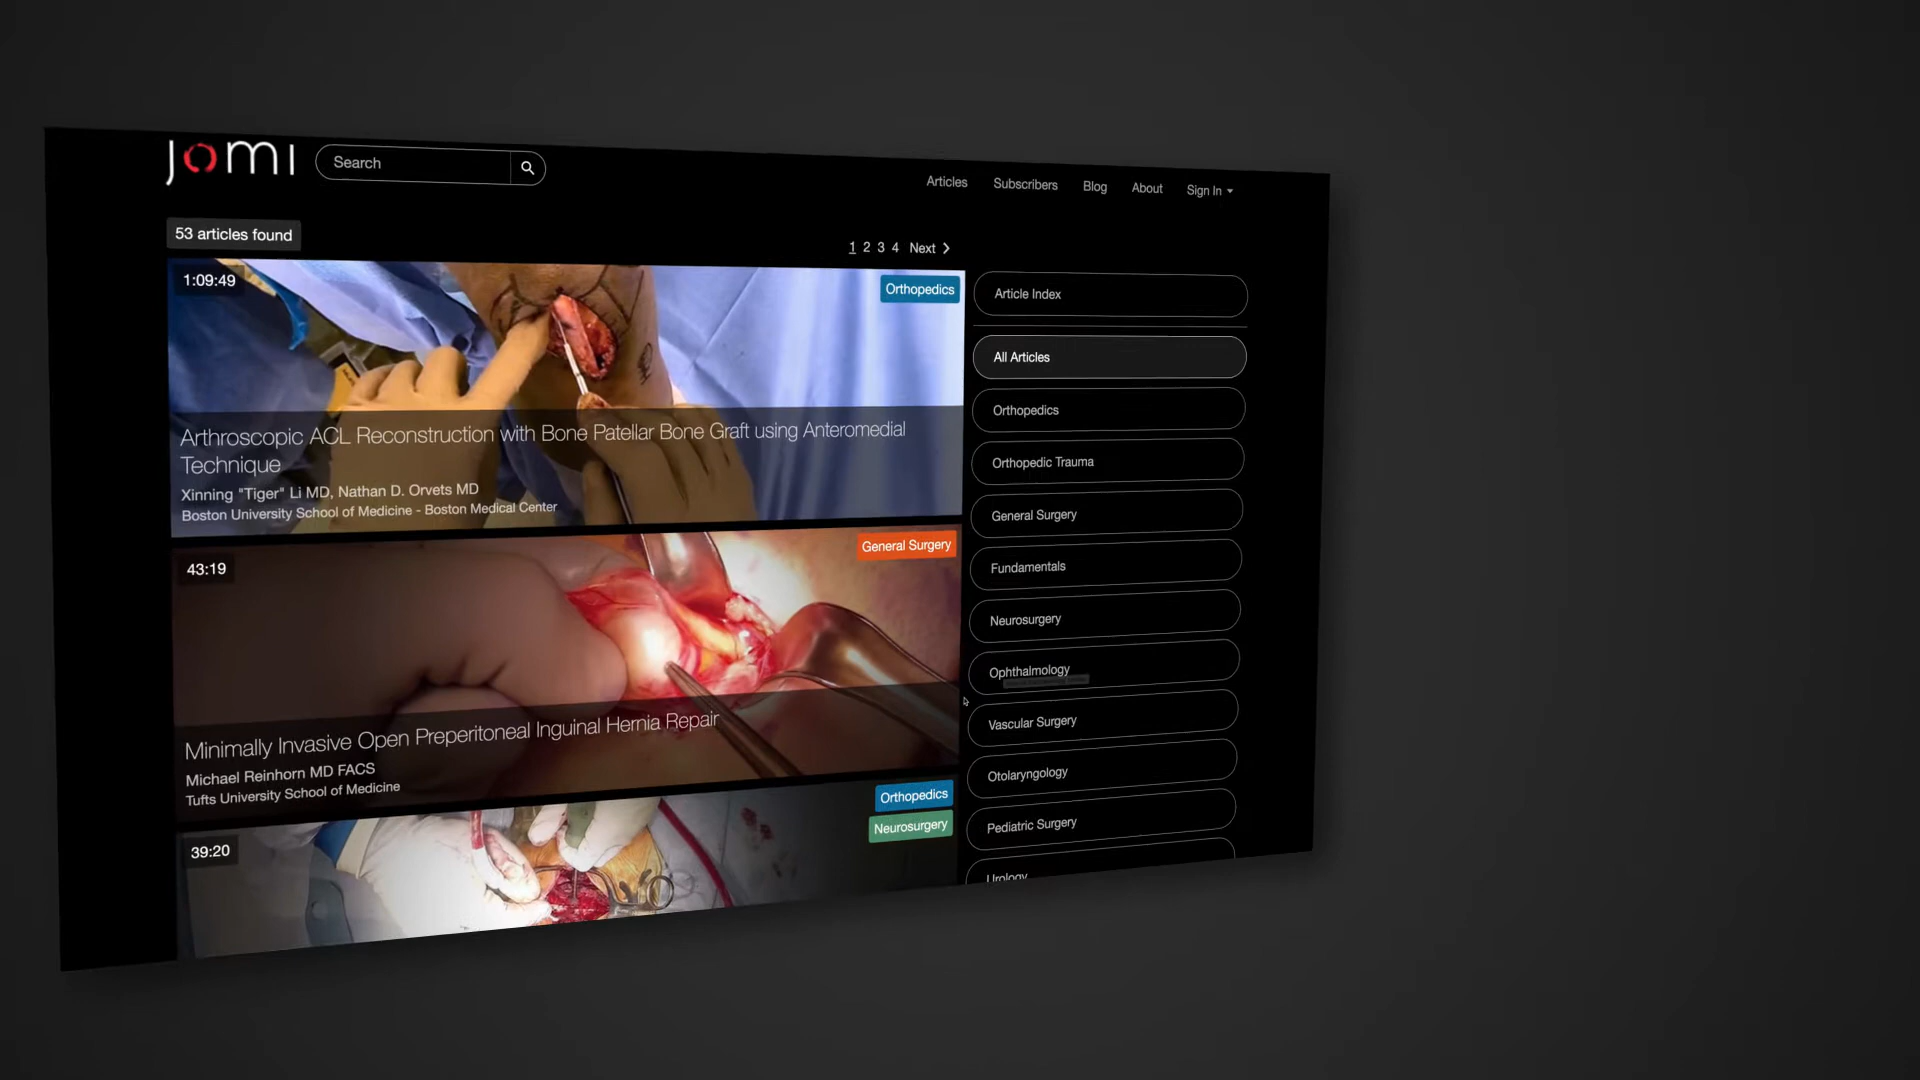 JOMI
Search
Articles
Subscribers
Blog
About
Sign In
53 articles found
1 2 3 4 Next
1:09:49
Orthopedics
Arthroscopic ACL Reconstruction with Bone Patellar Bone Graft using Anteromedial
Technique
Xinning "Tiger" Li MD, Nathan D. Orvets MD
Boston University School of Medicine - Boston Medical Center
43:19
General Surgery
Minimally Invasive Open Preperitoneal Inguinal Hernia Repair
Michael Reinhorn MD FACS
Tufts University School of Medicine
39:20
Orthopedics
Neurosurgery
Article Index
All Articles
Orthopedics
Orthopedic Trauma
General Surgery
Fundamentals
Neurosurgery
Ophthalmology
Vascular Surgery
Otolaryngology
Pediatric Surgery
Urology